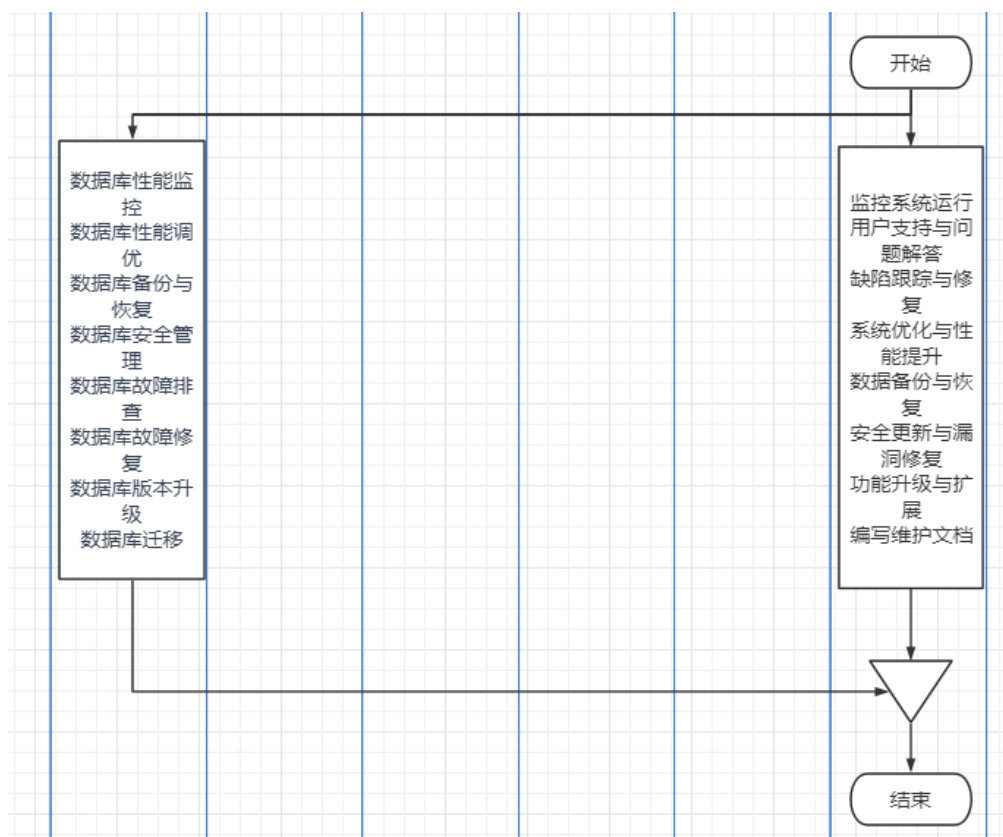 开始
数据库性能监
控
数据库性能调
优
数据库备份与
恢复
数据库安全管
理
数据库故障排
查
数据库故障修
复
数据库版本升
级
数据库迁移
监控系统运行
用户支持与问
题解答
缺陷跟踪与修
复
系统优化与性
能提升
数据备份与恢
复
安全更新与漏
洞修复
功能升级与扩
展
编写维护文档
结束